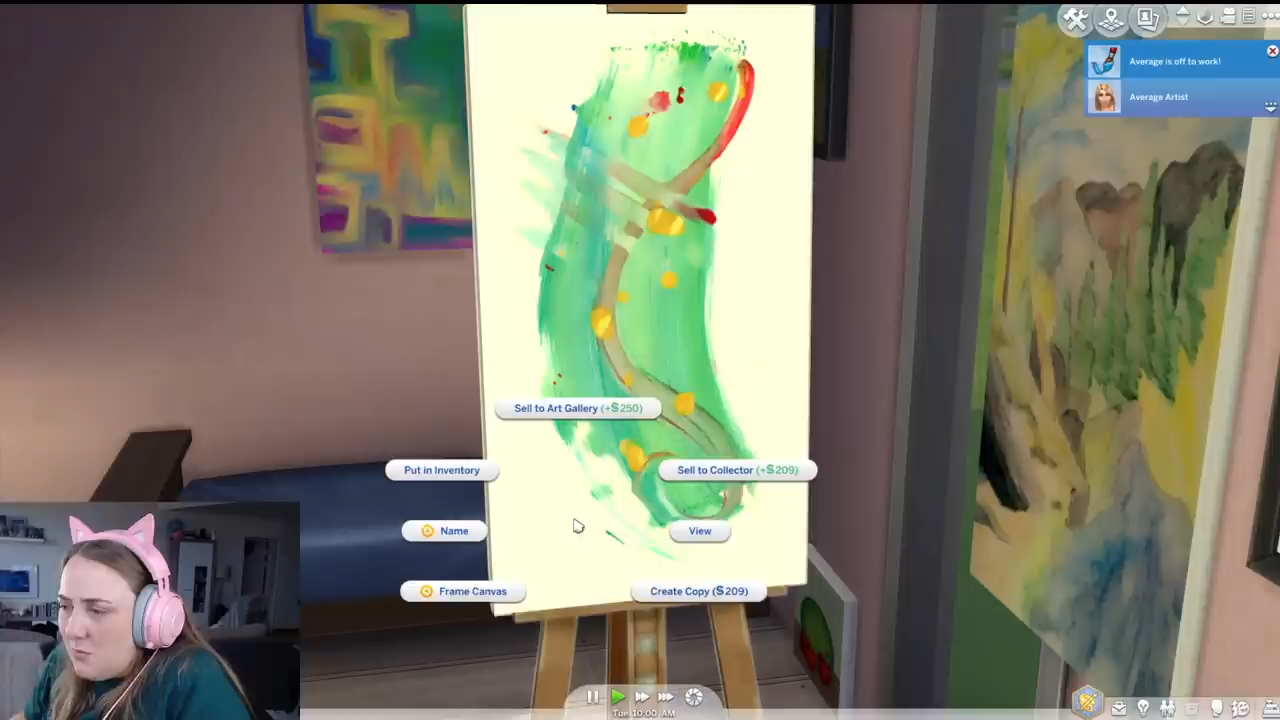 Average is off to work!
Average Artist
Sell to Art Gallery (+$250)
Put in Inventory
Sell to Collector (+$209)
Name
View
Frame Canvas
Create Copy ($209)
Tue 10:00 AM